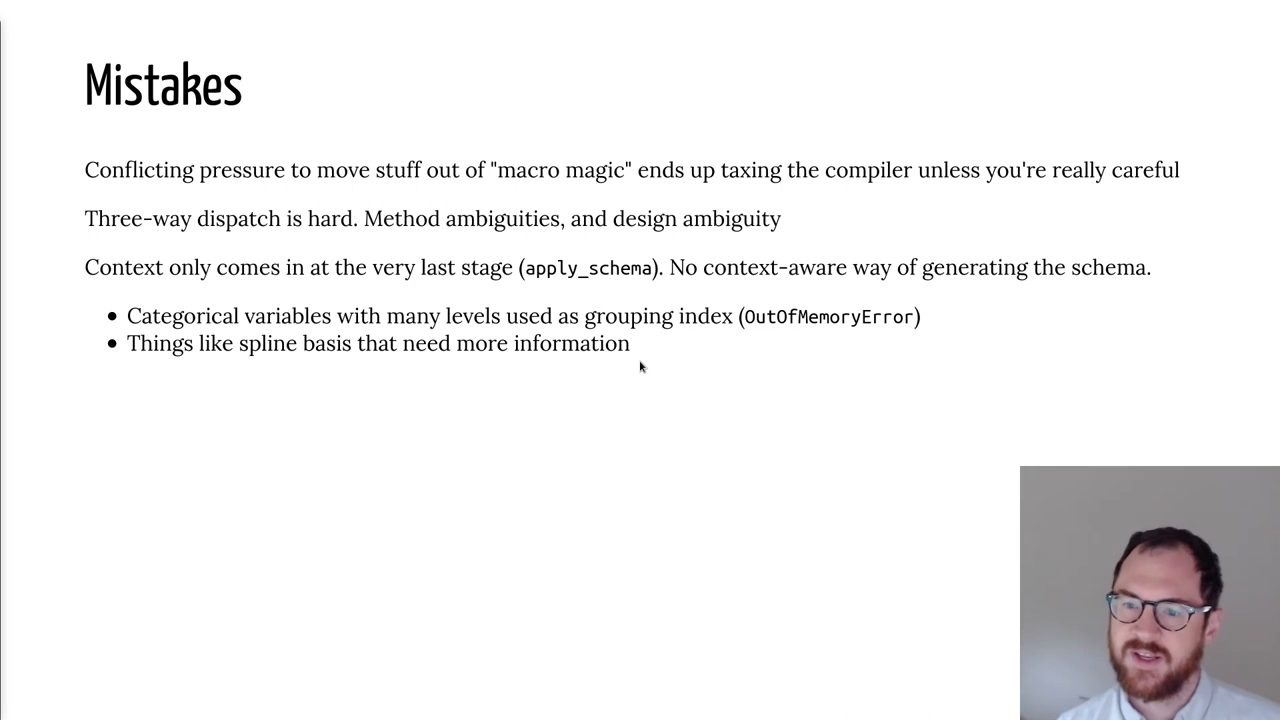 Mistakes
Conflicting pressure to move stuff out of "macro magic" ends up taxing the compiler unless you're really careful
Three-way dispatch is hard. Method ambiguities, and design ambiguity
Context only comes in at the very last stage (apply_schema). No context-aware way of generating the schema.
• Categorical variables with many levels used as grouping index (OutOfMemoryError)
• Things like spline basis that need more information